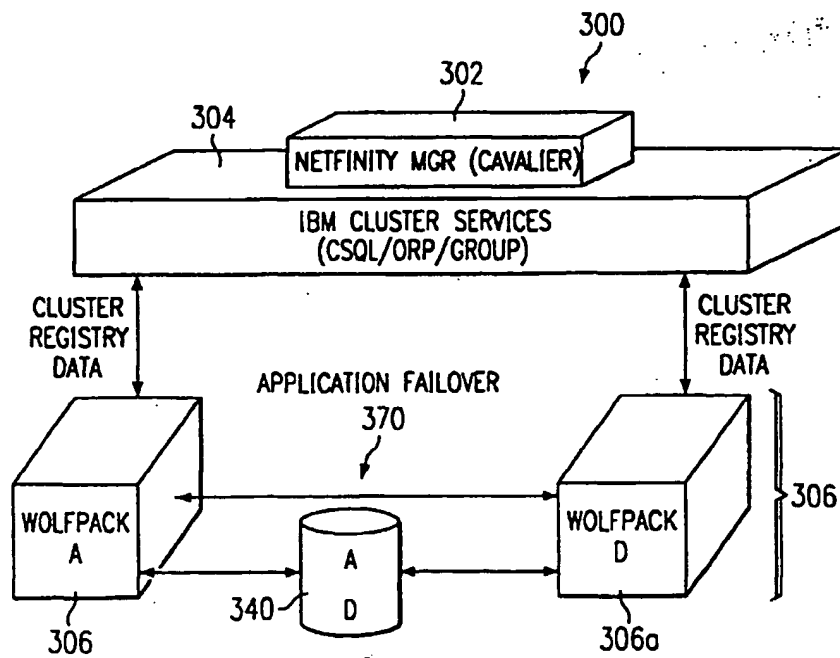 300
302
304
NETFINITY MGR (CAVALIER)
IBM CLUSTER SERVICES
(CSQL/ORP/GROUP)
CLUSTER
REGISTRY
DATA
CLUSTER
REGISTRY
DATA
APPLICATION FAILOVER
370
WOLFPACK
A
WOLFPACK
D
306
A
D
340
306
306a